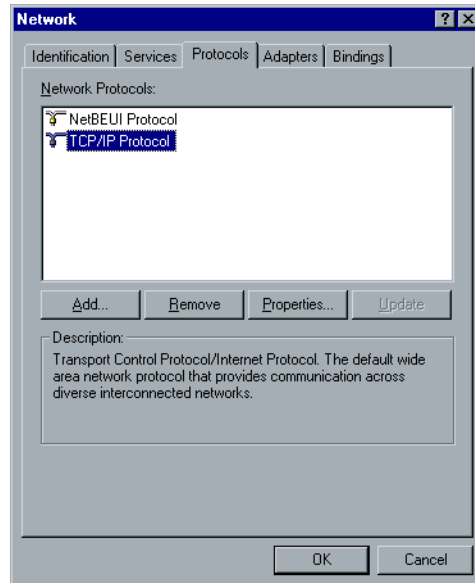 Network
Identification Services Protocols Adapters Bindings
Network Protocols:
NetBEUI Protocol
TCP/IP Protocol
Add... Remove Properties... Update
Description:
Transport Control Protocol/Internet Protocol. The default wide
area network protocol that provides communication across
diverse interconnected networks.
OK Cancel